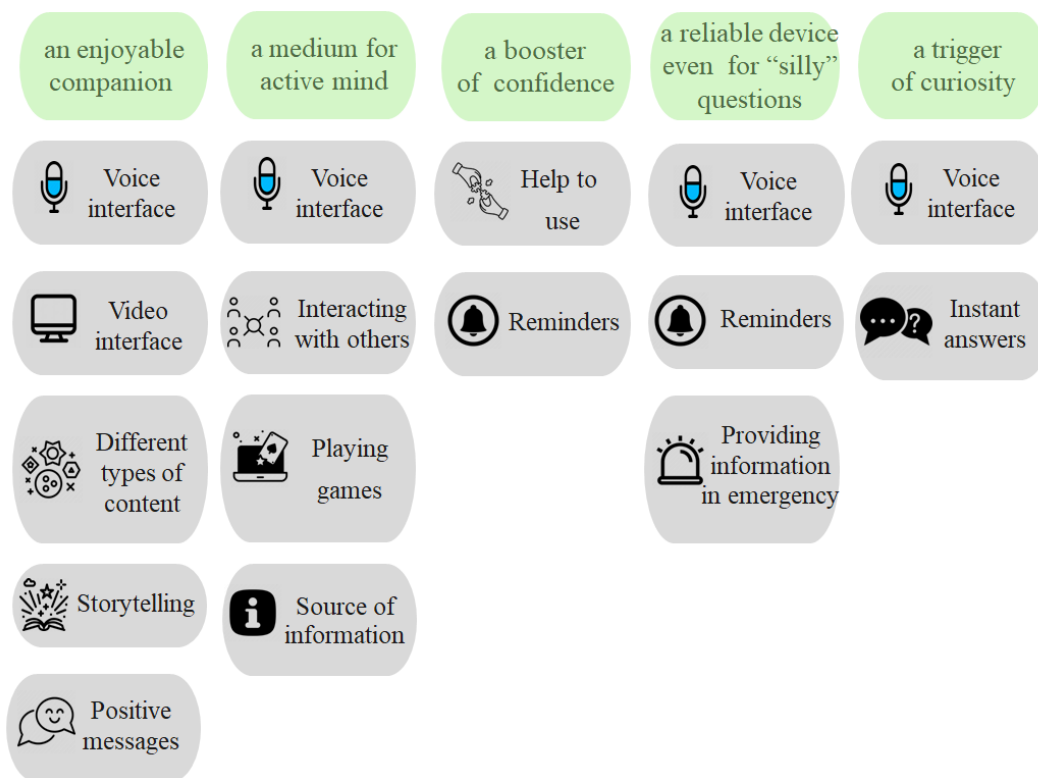 an enjoyable
companion
a medium for
active mind
a booster
of confidence
a reliable device
even for “silly”
questions
a trigger
of curiosity
Voice
interface
Voice
interface
Help to
use
Voice
interface
Voice
interface
Video
interface
Interacting
with others
Reminders
Reminders
Instant
answers
Different
types of
content
Playing
games
Providing
information
in emergency
Storytelling
Source of
information
Positive
messages